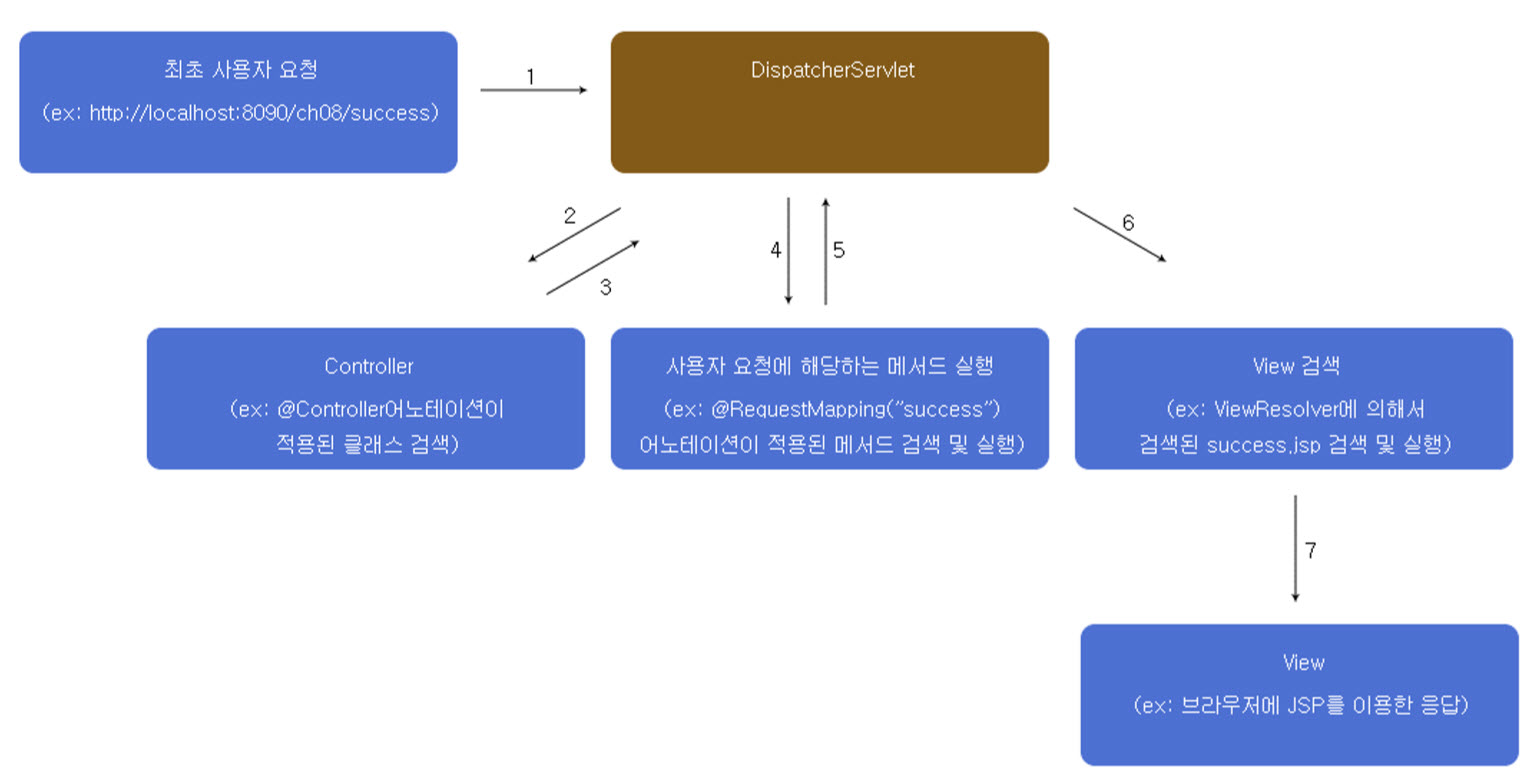 최초 사용자 요청
(ex: http://localhost:8090/ch08/success)
1
DispatcherServlet
2
3
4
5
6
Controller
(ex: @Controller어노테이션이
적용된 클래스 검색)
사용자 요청에 해당하는 메서드 실행
(ex: @RequestMapping("success")
어노테이션이 적용된 메서드 검색 및 실행)
View 검색
(ex: ViewResolver에 의해서
검색된 success.jsp 검색 및 실행)
7
View
(ex: 브라우저에 JSP를 이용한 응답)